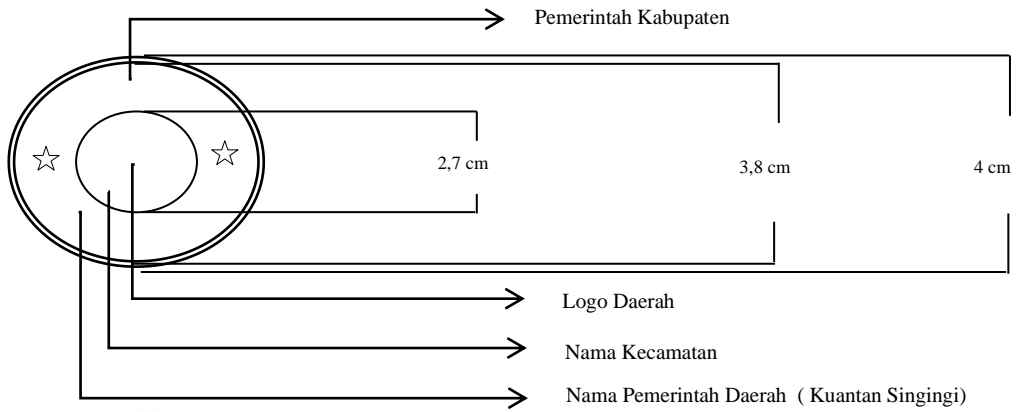 Pemerintah Kabupaten
2,7 cm
3,8 cm
4 cm
Logo Daerah
Nama Kecamatan
Nama Pemerintah Daerah ( Kuantan Singingi)